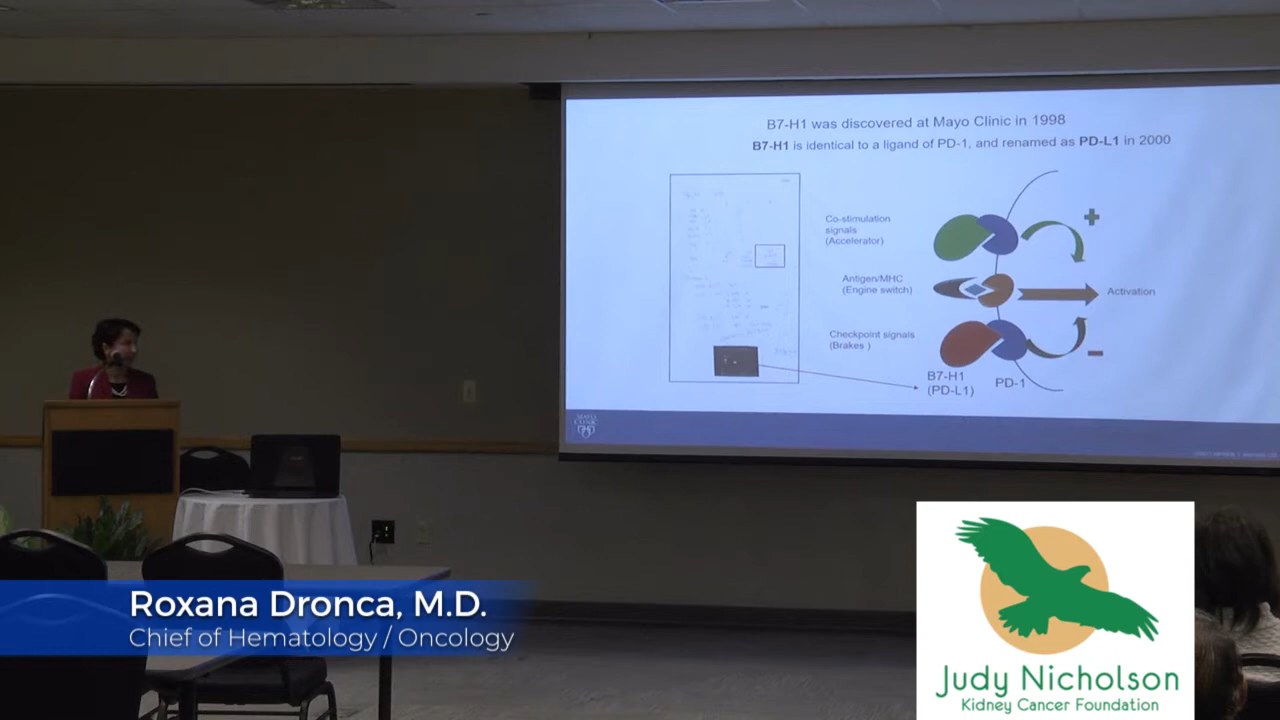 B7-H1 was discovered at Mayo Clinic in 1998
B7-H1 is identical to a ligand of PD-1, and renamed as PD-L1 in 2000
Co-stimulation
signals
(Accelerator)
+
Antigen/MHC
(Engine switch)
Activation
Checkpoint signals
(Brakes )
B7-H1
(PD-L1)
PD-1
MAYO
CLINIC
Roxana Dronca, M.D.
Chief of Hematology / Oncology
Judy Nicholson
Kidney Cancer Foundation